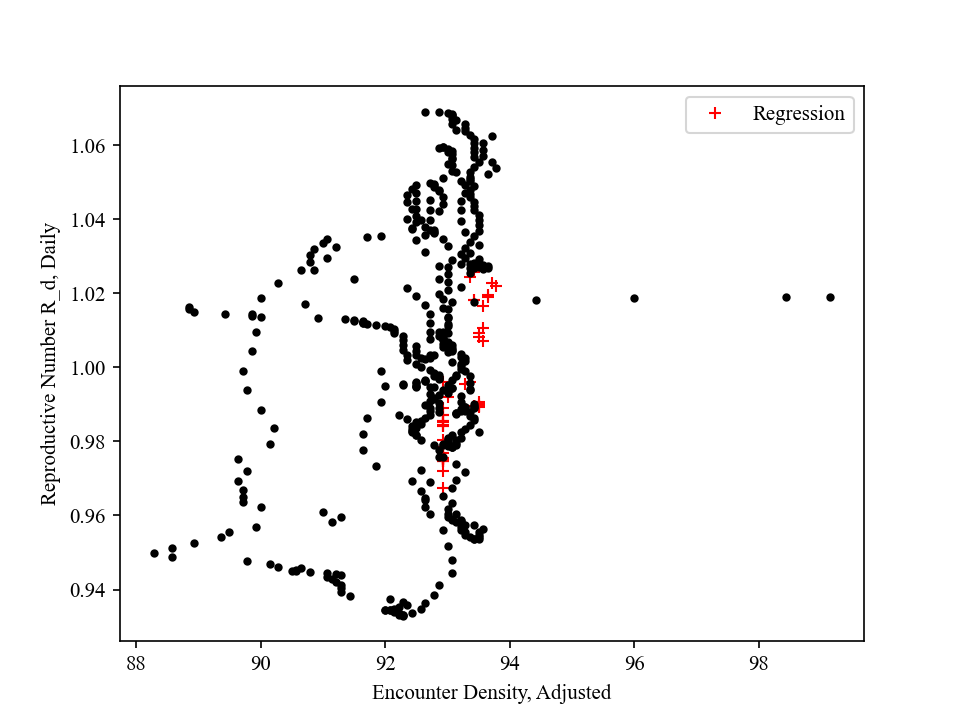 Regression
1.06
1.04
1.02
1.00
0.98
0.96
0.94
Reproductive Number R_d, Daily
88 90 92 94 96 98
Encounter Density, Adjusted